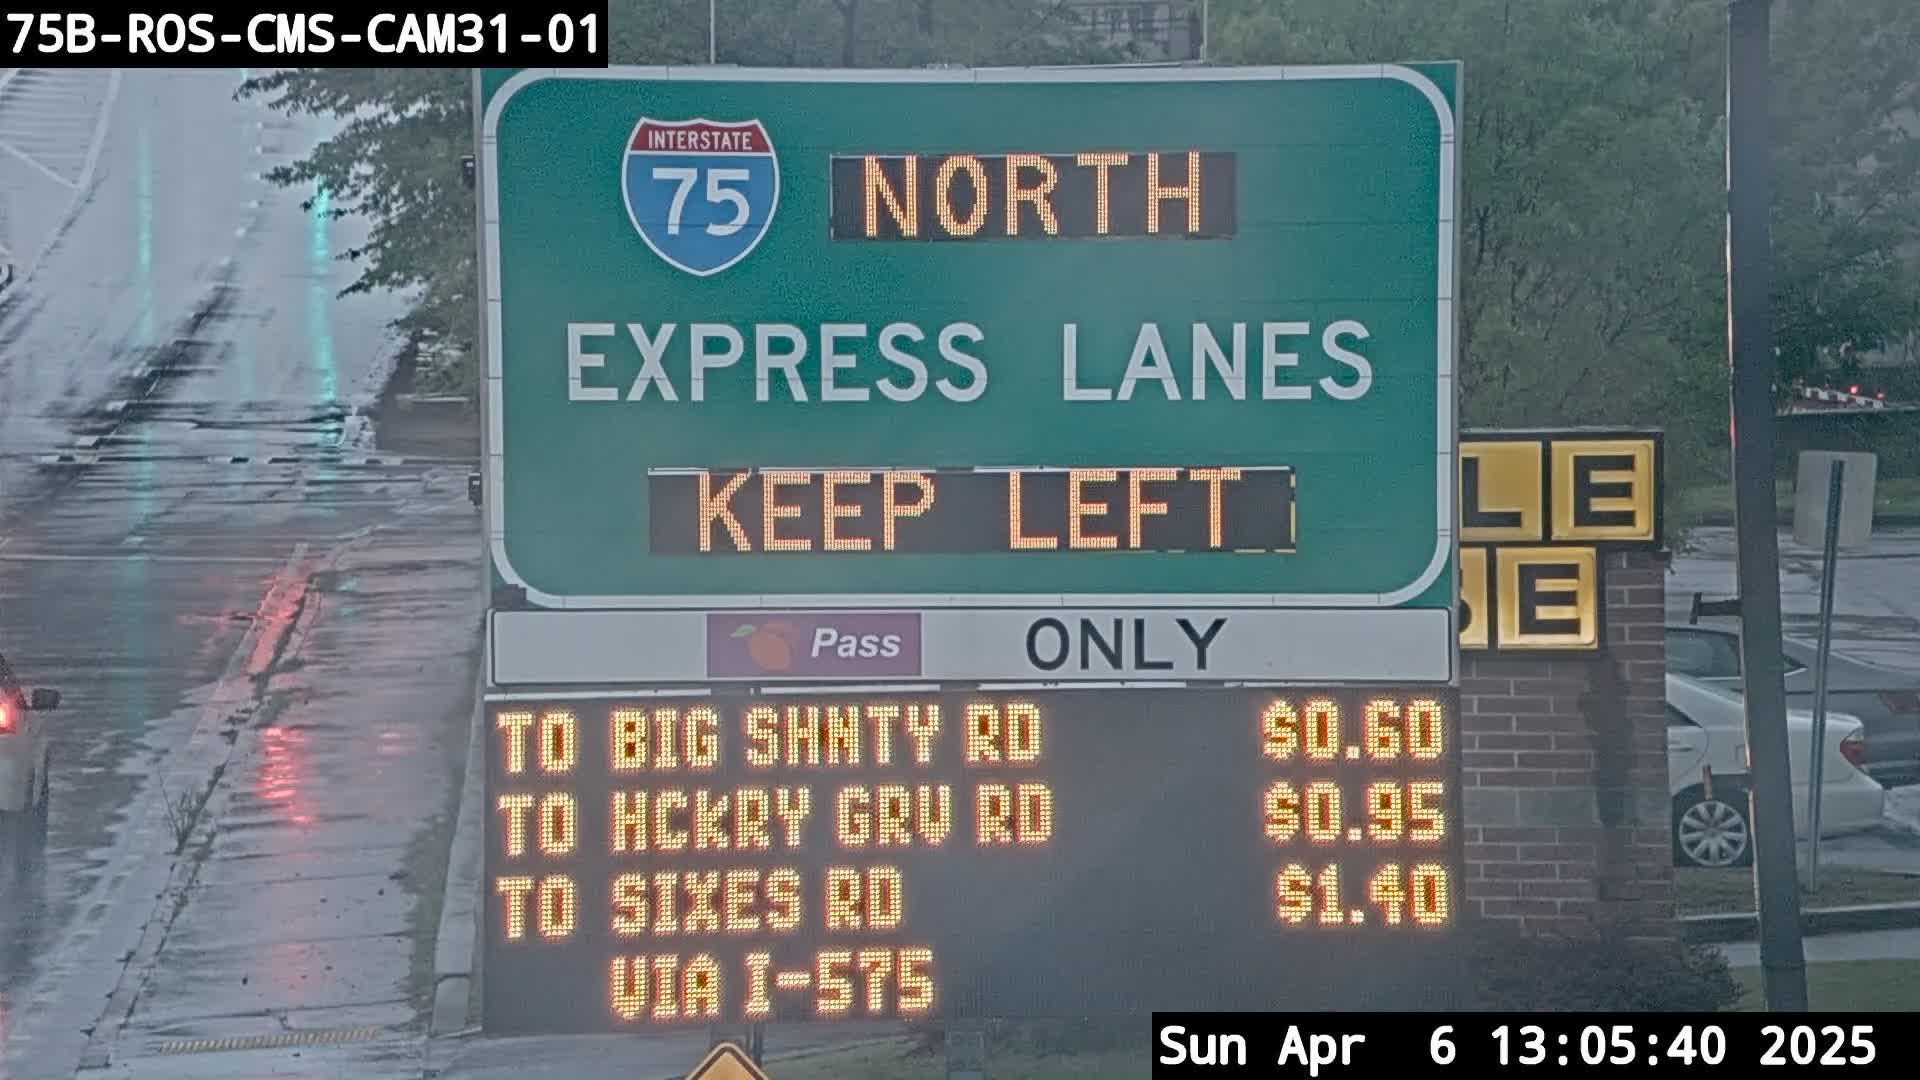 75B-ROS-CMS-CAM31-01
INTERSTATE
75
NORTH
EXPRESS LANES
KEEP LEFT
LE
E
Pass ONLY
TO BIG SHNTY RD $0.60
TO HCKRY GRV RD $0.95
TO SIXES RD $1.40
VIA I-575
Sun Apr 6 13:05:40 2025